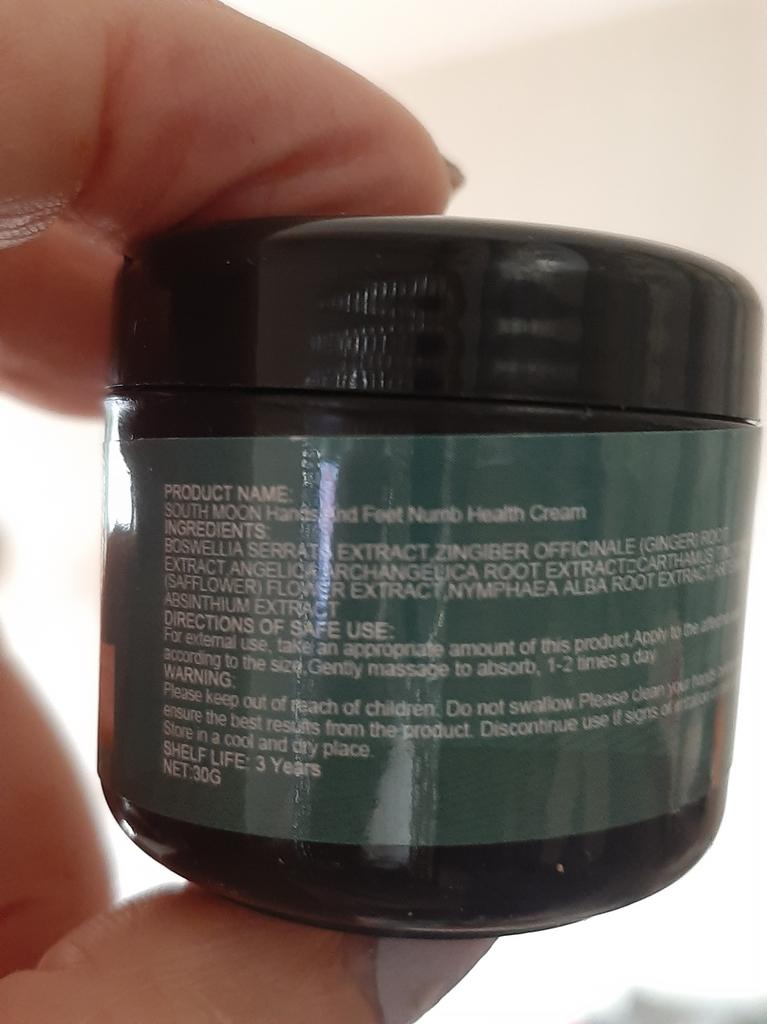 PRODUCT NAME:
SOUTH MOON Hands And Feet Numb Health Cream
INGREDIENTS:
BOSWELLIA SERRATA EXTRACT,ZINGIBER OFFICINALE (GINGER) ROOT
EXTRACT,ANGELICA ARCHANGELICA ROOT EXTRACT,CARTHAMUS
(SAFFLOWER) FLOWER EXTRACT,NYMPHAEA ALBA ROOT EXTRACT
ABSINTHIUM EXTRACT
DIRECTIONS OF SAFE USE:
For external use, take an appropriate amount of this product.Apply to the
according to the size.Gently massage to absorb, 1-2 times a day
WARNING:
Please keep out of reach of children. Do not swallow.Please clean your hands
ensure the best results from the product. Discontinue use if signs of
Store in a cool and dry place.
SHELF LIFE: 3 Years
NET:30G